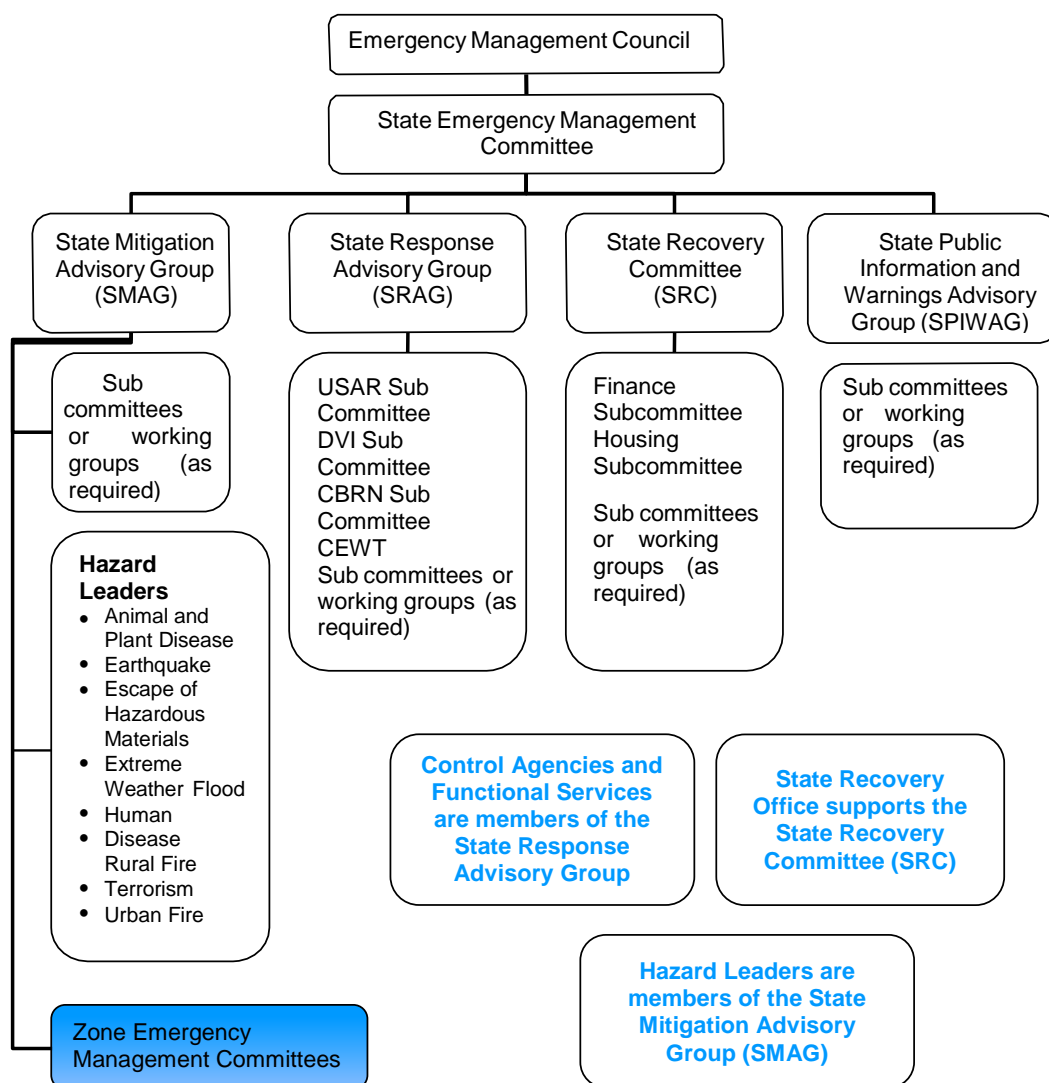 Emergency Management Council
State Emergency Management
Committee
State Mitigation
Advisory Group
(SMAG)
State Response
Advisory Group
(SRAG)
State Recovery
Committee
(SRC)
State Public
Information and
Warnings Advisory
Group (SPIWAG)
Sub
committees
or working
groups (as
required)
USAR Sub
Committee
DVI Sub
Committee
CBRN Sub
Committee
CEWT
Sub committees or
working groups (as
required)
Finance
Subcommittee
Housing
Subcommittee
Sub committees
or working
groups (as
required)
Sub committees
or working
groups (as
required)
Hazard
Leaders
• Animal and
Plant Disease
• Earthquake
• Escape of
Hazardous
Materials
• Extreme
Weather Flood
• Human
• Disease
Rural Fire
• Terrorism
• Urban Fire
Control Agencies and
Functional Services
are members of the
State Response
Advisory Group
State Recovery
Office supports the
State Recovery
Committee (SRC)
Hazard Leaders are
members of the State
Mitigation Advisory
Group (SMAG)
Zone Emergency
Management Committees